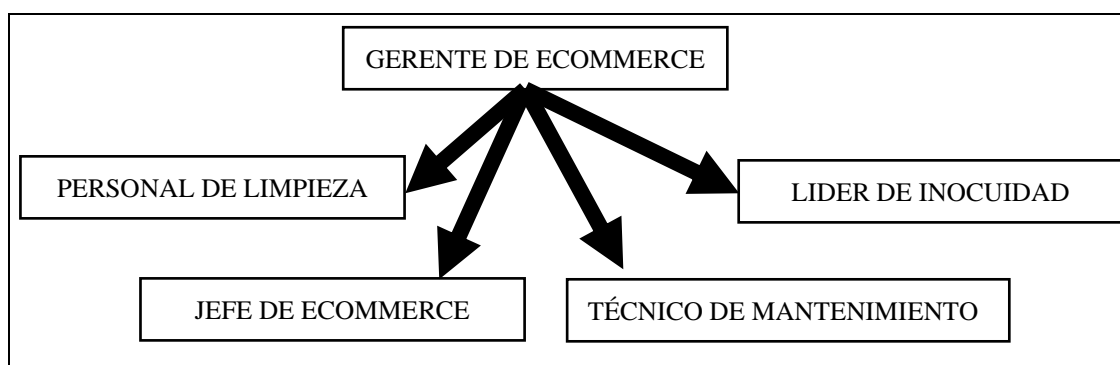 GERENTE DE ECOMMERCE
PERSONAL DE LIMPIEZA
LIDER DE INOCUIDAD
JEFE DE ECOMMERCE
TÉCNICO DE MANTENIMIENTO